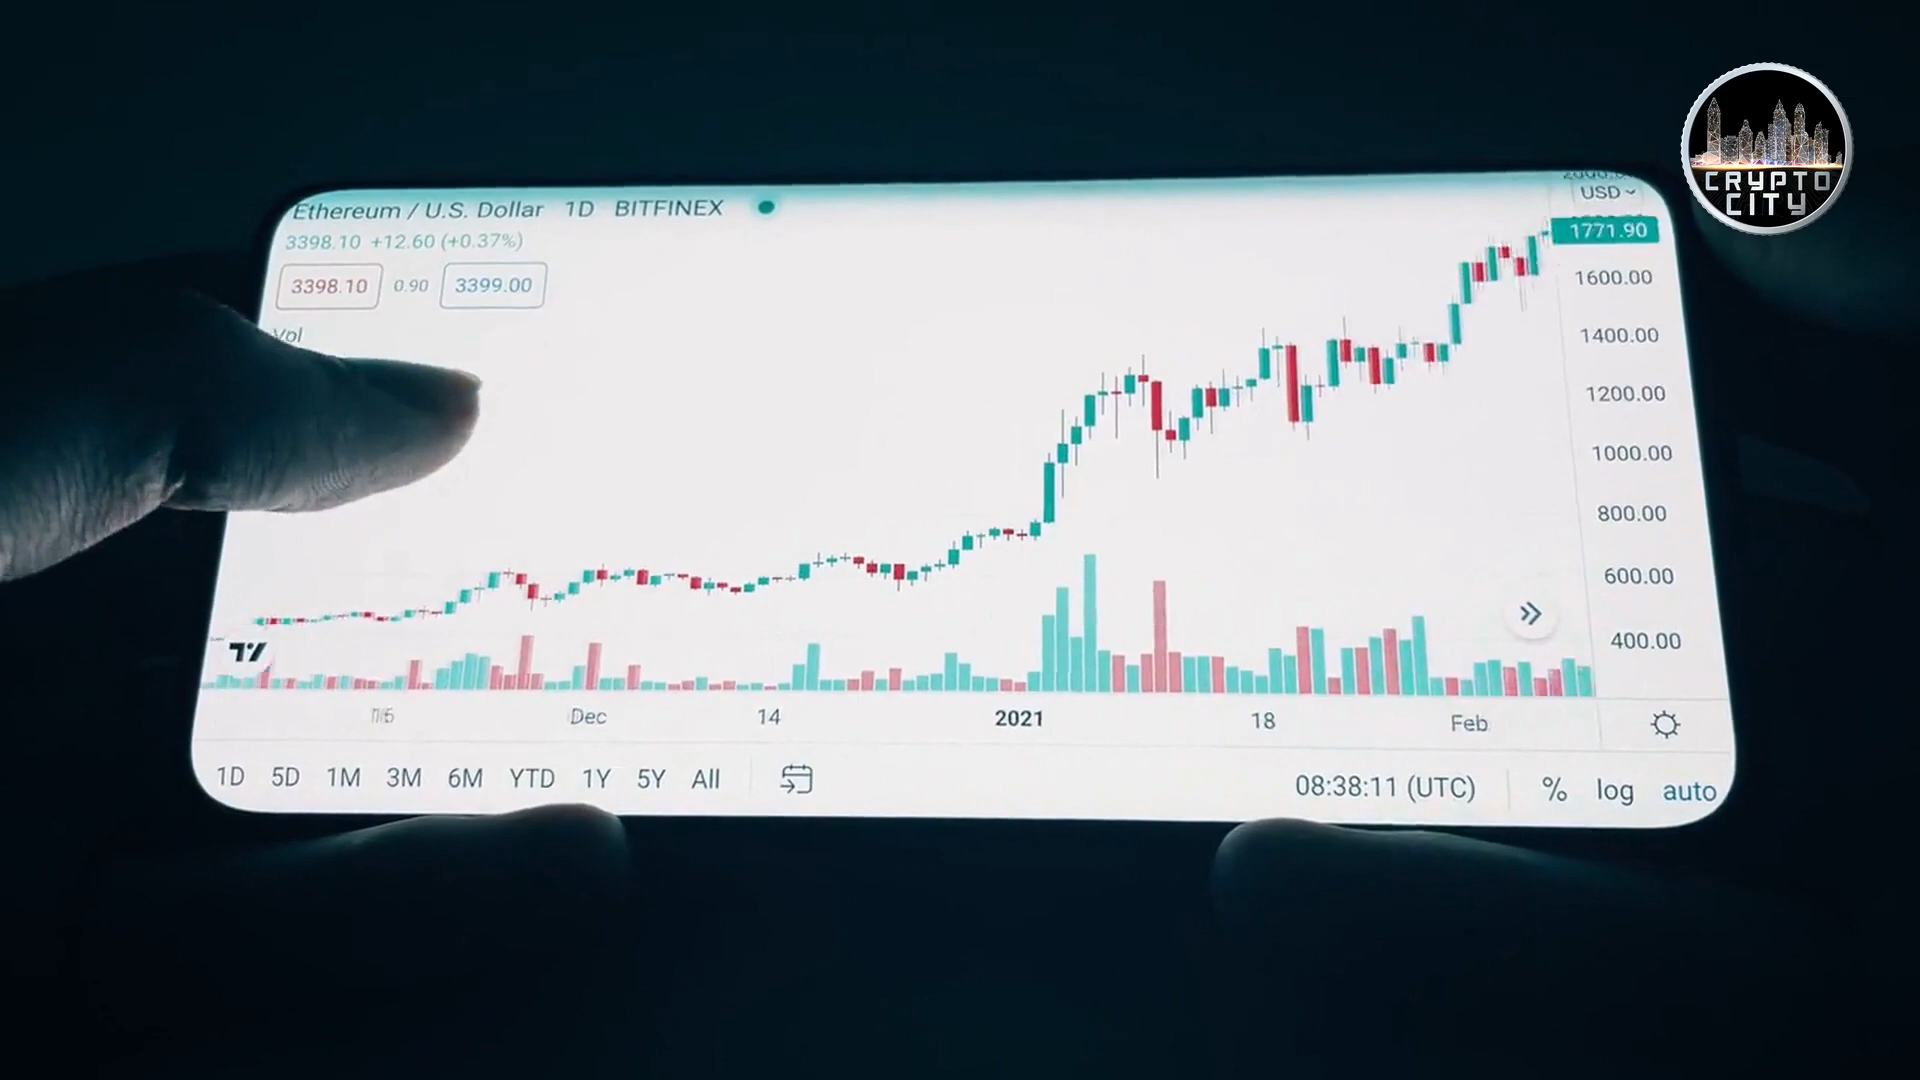 CRYPTO
CITY
Ethereum / U.S. Dollar 1D BITFINEX
USD
3398.10 +12.60 (+0.37%)
1771.90
3398.10 0.90 3399.00
1600.00
Vol
1400.00
1200.00
1000.00
800.00
600.00
400.00
Dec 14 2021 18 Feb
1D 5D 1M 3M 6M YTD 1Y 5Y All 08:38:11 (UTC) % log auto